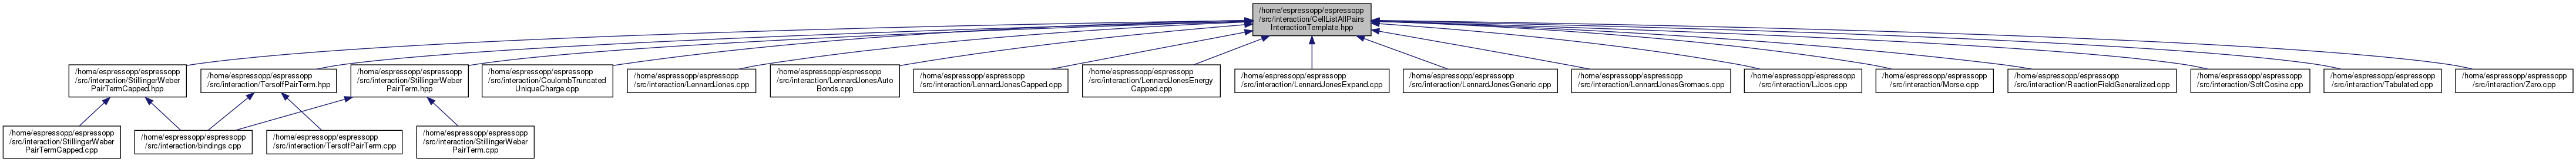 /home/espressopp/espressopp
/src/interaction/CellListAllPairs
InteractionTemplate.hpp
/home/espressopp/espressopp
/src/interaction/StillingerWeber
PairTermCapped.hpp
/home/espressopp/espressopp
/src/interaction/TersoffPairTerm.hpp
/home/espressopp/espressopp
/src/interaction/StillingerWeber
PairTerm.hpp
/home/espressopp/espressopp
/src/interaction/CoulombTruncated
UniqueCharge.cpp
/home/espressopp/espressopp
/src/interaction/LennardJones.cpp
/home/espressopp/espressopp
/src/interaction/LennardJonesAuto
Bonds.cpp
/home/espressopp/espressopp
/src/interaction/LennardJonesCapped.cpp
/home/espressopp/espressopp
/src/interaction/LennardJonesEnergy
Capped.cpp
/home/espressopp/espressopp
/src/interaction/LennardJonesExpand.cpp
/home/espressopp/espressopp
/src/interaction/LennardJonesGeneric.cpp
/home/espressopp/espressopp
/src/interaction/LennardJonesGromacs.cpp
/home/espressopp/espressopp
/src/interaction/LJcos.cpp
/home/espressopp/espressopp
/src/interaction/Morse.cpp
/home/espressopp/espressopp
/src/interaction/ReactionFieldGeneralized.cpp
/home/espressopp/espressopp
/src/interaction/SoftCosine.cpp
/home/espressopp/espressopp
/src/interaction/Tabulated.cpp
/home/espressopp/espressopp
/src/interaction/Zero.cpp
/home/espressopp/espressopp
/src/interaction/StillingerWeber
PairTermCapped.cpp
/home/espressopp/espressopp
/src/interaction/bindings.cpp
/home/espressopp/espressopp
/src/interaction/TersoffPairTerm.cpp
/home/espressopp/espressopp
/src/interaction/StillingerWeber
PairTerm.cpp